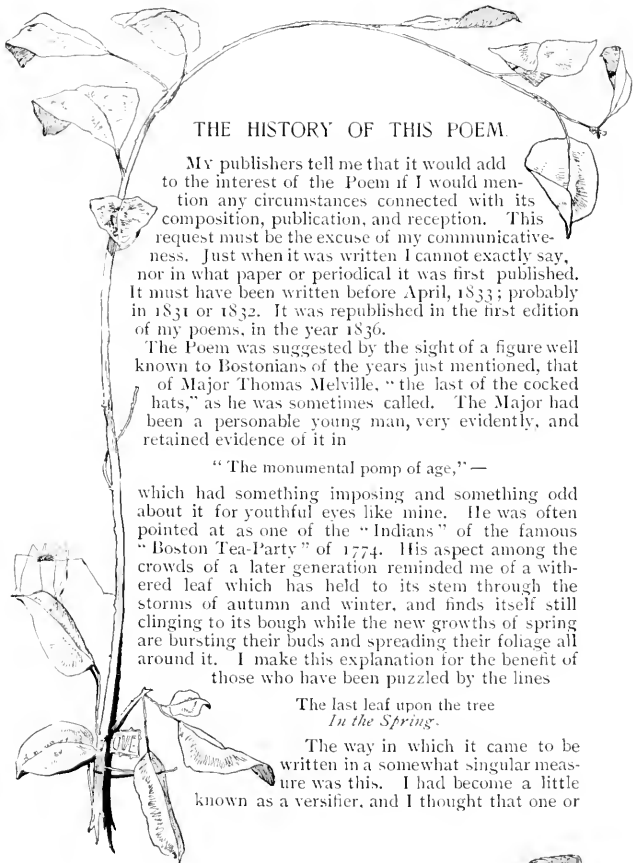 THE HISTORY OF THIS POEM.
MY publishers tell me that it would add
to the interest of the Poem if I would men-
tion any circumstances connected with its
composition, publication, and reception. This
request must be the excuse of my communicative-
ness. Just when it was written I cannot exactly say,
nor in what paper or periodical it was first published.
It must have been written before April, 1833; probably
in 1831 or 1832. It was republished in the first edition
of my poems, in the year 1836.
The Poem was suggested by the sight of a figure well
known to Bostonians of the years just mentioned, that
of Major Thomas Melville, "the last of the cocked
hats," as he was sometimes called. The Major had
been a personable young man, very evidently, and
retained evidence of it in
"The monumental pomp of age," —
which had something imposing and something odd
about it for youthful eyes like mine. He was often
pointed at as one of the "Indians" of the famous
"Boston Tea-Party" of 1774. His aspect among the
crowds of a later generation reminded me of a with-
ered leaf which has held to its stem through the
storms of autumn and winter, and finds itself still
clinging to its bough while the new growths of spring
are bursting their buds and spreading their foliage all
around it. I make this explanation for the benefit of
those who have been puzzled by the lines
The last leaf upon the tree
In the Spring.
The way in which it came to be
written in a somewhat singular meas-
ure was this. I had become a little
known as a versifier, and I thought that one or